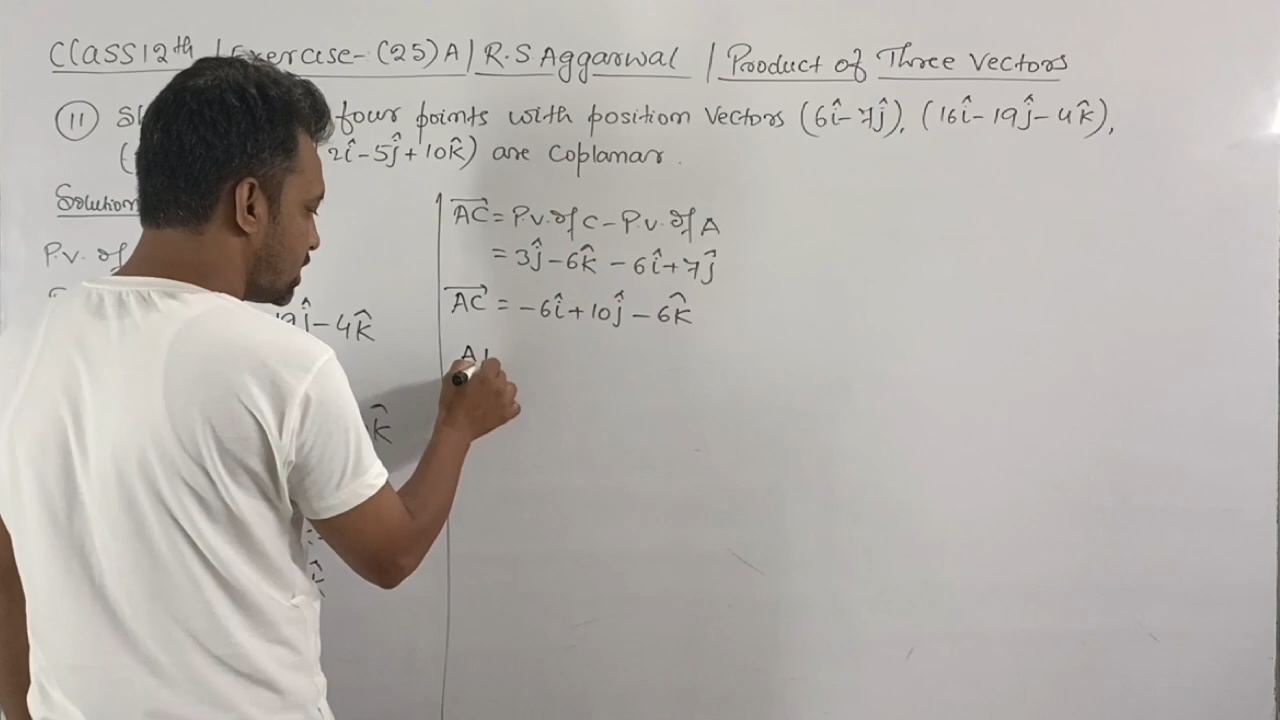 Class 12th / Exercise-(25)A / R.S Aggarwal / Product of Three Vectors
(11) four points with position Vectors (6î-7ĵ), (16î-19ĵ-4k̂),
( 2î-5ĵ+10k̂) are Coplanar.
Solution
P.v. of
-4k̂
k̂
AC⃗ = P.v. of C - P.v. of A
= 3ĵ-6k̂ -6î+7ĵ
AC⃗ = -6î+10ĵ-6k̂